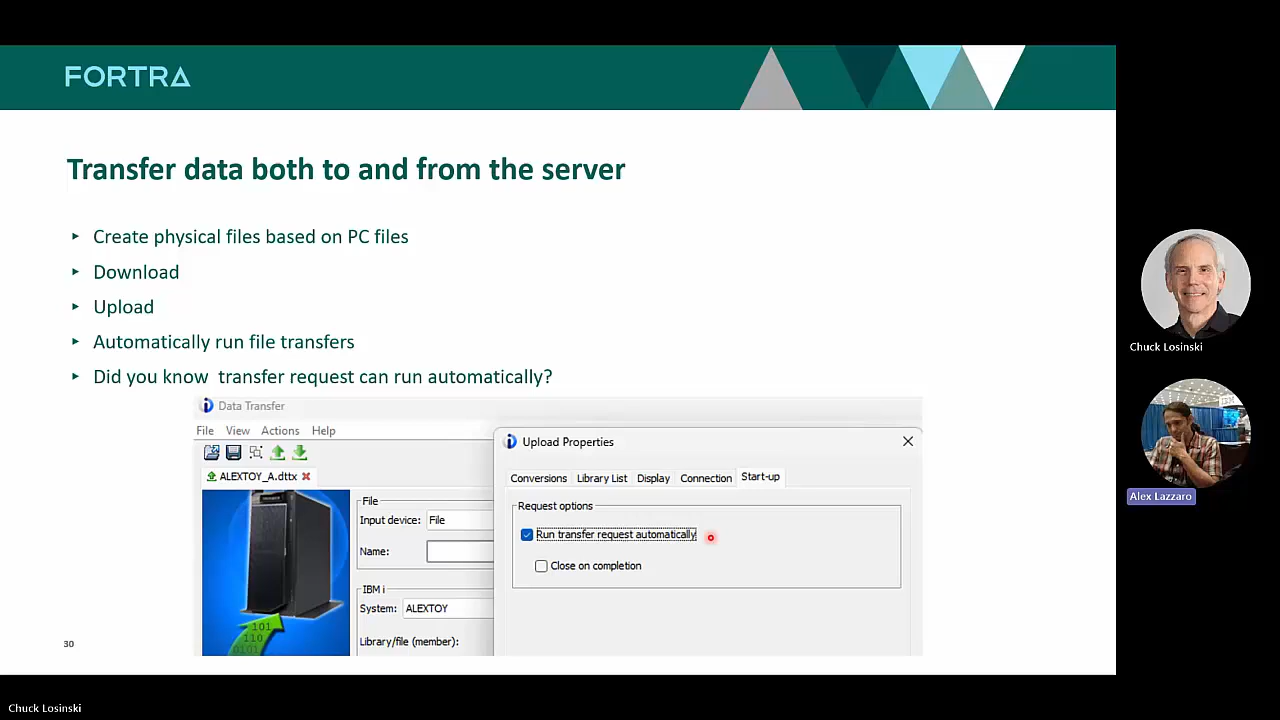 FORTRA
Transfer data both to and from the server
Create physical files based on PC files
Download
Upload
Automatically run file transfers
Did you know  transfer request can run automatically?
Data Transfer
File View Actions Help
ALEXTOY_A.dttx
File
Input device: File
Name:
IBM i
System: ALEXTOY
Library/file (member):
101
110
Upload Properties
Conversions Library List Display Connection Start-up
Request options
Run transfer request automatically
Close on completion
30
Chuck Losinski
IBM
Alex Lazzaro
Chuck Losinski